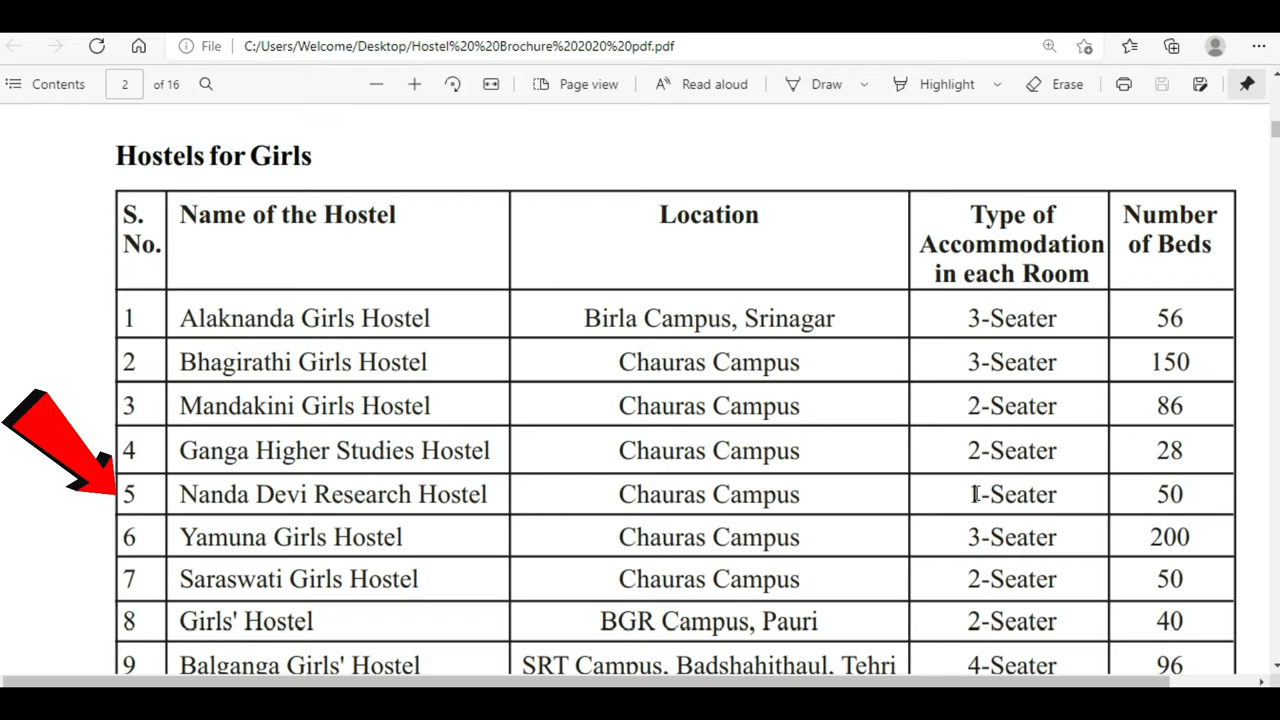 File C:/Users/Welcome/Desktop/Hostel%20%20Brochure%202020%20pdf.pdf
Contents 2 of 16 Page view Read aloud Draw Highlight Erase
Hostels for Girls
S. No. Name of the Hostel Location Type of Accommodation in each Room Number of Beds
1 Alaknanda Girls Hostel Birla Campus, Srinagar 3-Seater 56
2 Bhagirathi Girls Hostel Chauras Campus 3-Seater 150
3 Mandakini Girls Hostel Chauras Campus 2-Seater 86
4 Ganga Higher Studies Hostel Chauras Campus 2-Seater 28
5 Nanda Devi Research Hostel Chauras Campus 1-Seater 50
6 Yamuna Girls Hostel Chauras Campus 3-Seater 200
7 Saraswati Girls Hostel Chauras Campus 2-Seater 50
8 Girls' Hostel BGR Campus, Pauri 2-Seater 40
9 Balganga Girls' Hostel SRT Campus, Badshahithaul, Tehri 4-Seater 96